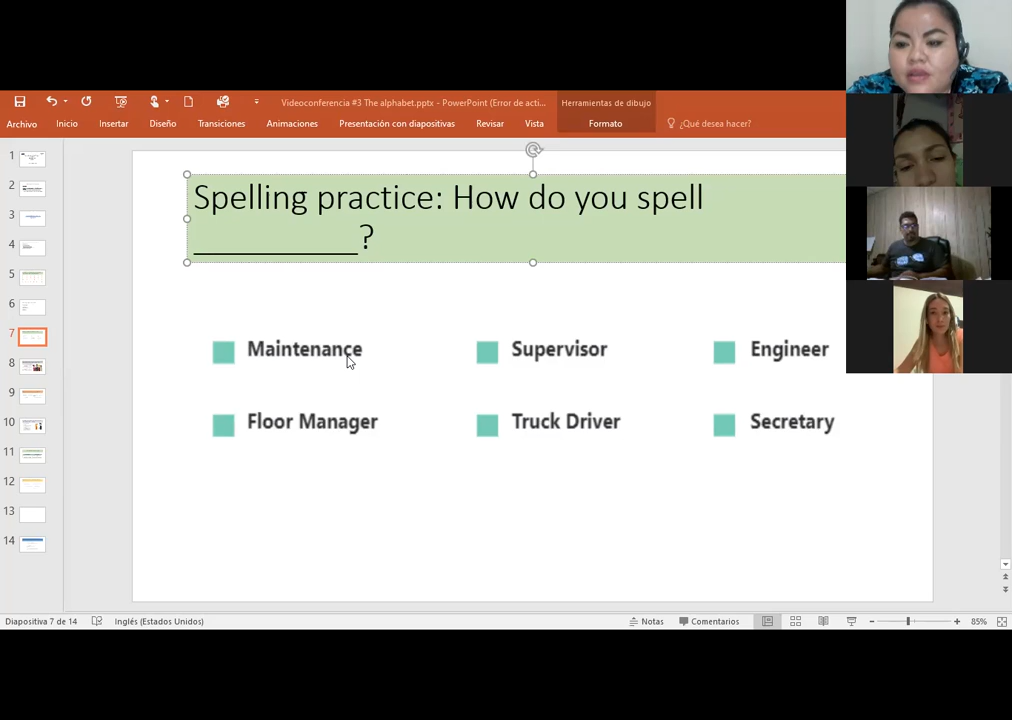 Videoconferencia #3 The alphabet.pptx - PowerPoint (Error de acti...
Herramientas de dibujo
Archivo Inicio Insertar Diseño Transiciones Animaciones Presentación con diapositivas Revisar Vista Formato ¿Qué desea hacer?
1
2
3
4
5
6
7
8
9
10
11
12
13
14
Spelling practice: How do you spell
__________?
Maintenance Supervisor Engineer
Floor Manager Truck Driver Secretary
Diapositiva 7 de 14 Inglés (Estados Unidos) Notas Comentarios 85%